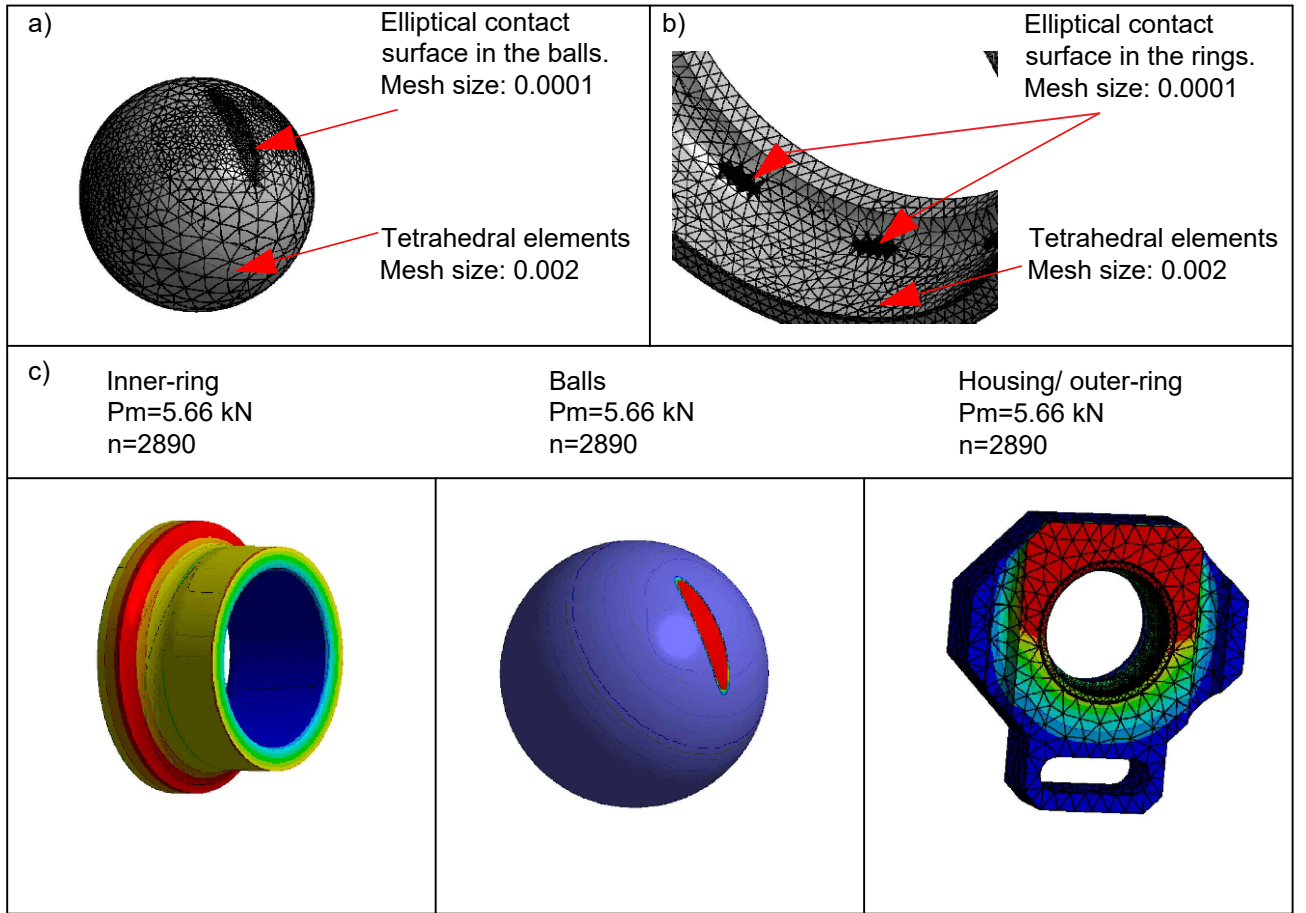 a)
Elliptical contact
surface in the balls.
Mesh size: 0.0001
Tetrahedral elements
Mesh size: 0.002
b)
Elliptical contact
surface in the rings.
Mesh size: 0.0001
Tetrahedral elements
Mesh size: 0.002
c)
Inner-ring
Pm=5.66 kN
n=2890
Balls
Pm=5.66 kN
n=2890
Housing/ outer-ring
Pm=5.66 kN
n=2890